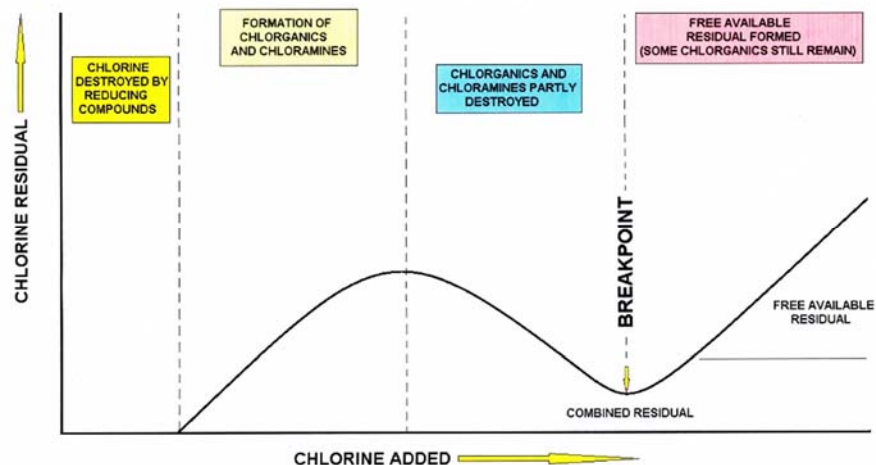 FORMATION OF
CHLORGANICS
AND CHLORAMINES
FREE AVAILABLE
RESIDUAL FORMED
(SOME CHLORGANICS STILL REMAIN)
CHLORINE
DESTROYED BY
REDUCING
COMPOUNDS
CHLORGANICS AND
CHLORAMINES PARTLY
DESTROYED
CHLORINE RESIDUAL
BREAKPOINT
FREE AVAILABLE
RESIDUAL
COMBINED RESIDUAL
CHLORINE ADDED